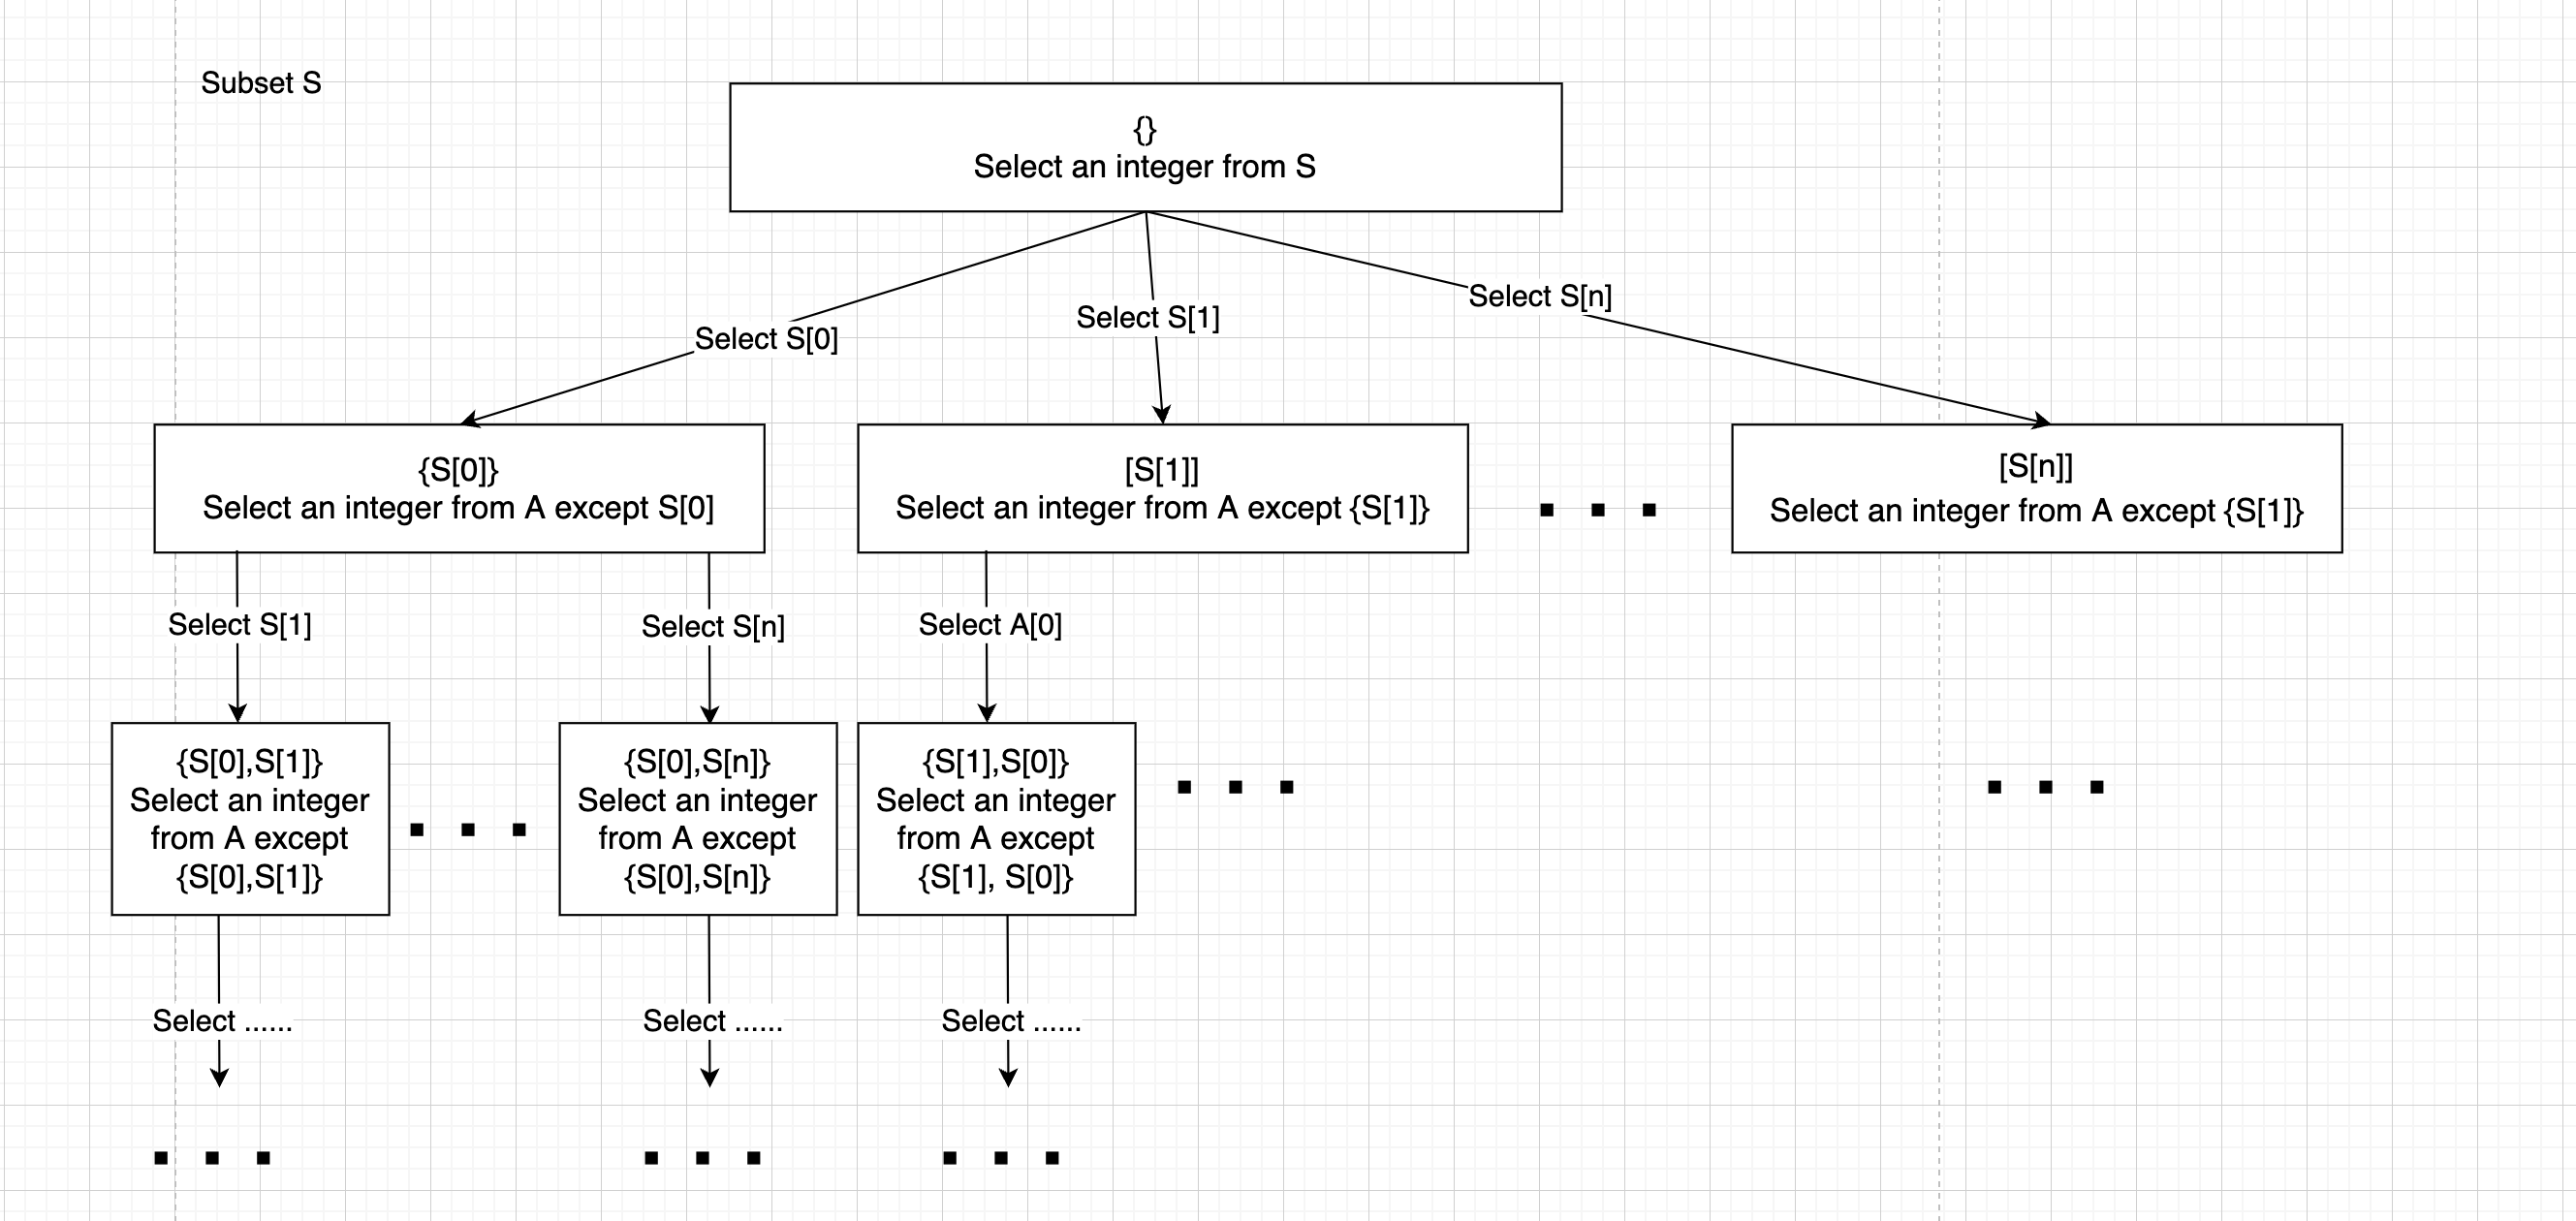 Subset S
{}
Select an integer from S
Select S[0]
Select S[1]
Select S[n]
{S[0]}
Select an integer from A except S[0]
[S[1]]
Select an integer from A except {S[1]}
[S[n]]
Select an integer from A except {S[1]}
Select S[1]
Select S[n]
Select A[0]
{S[0],S[1]}
Select an integer
from A except
{S[0],S[1]}
{S[0],S[n]}
Select an integer
from A except
{S[0],S[n]}
{S[1],S[0]}
Select an integer
from A except
{S[1], S[0]}
Select ......
Select ......
Select ......